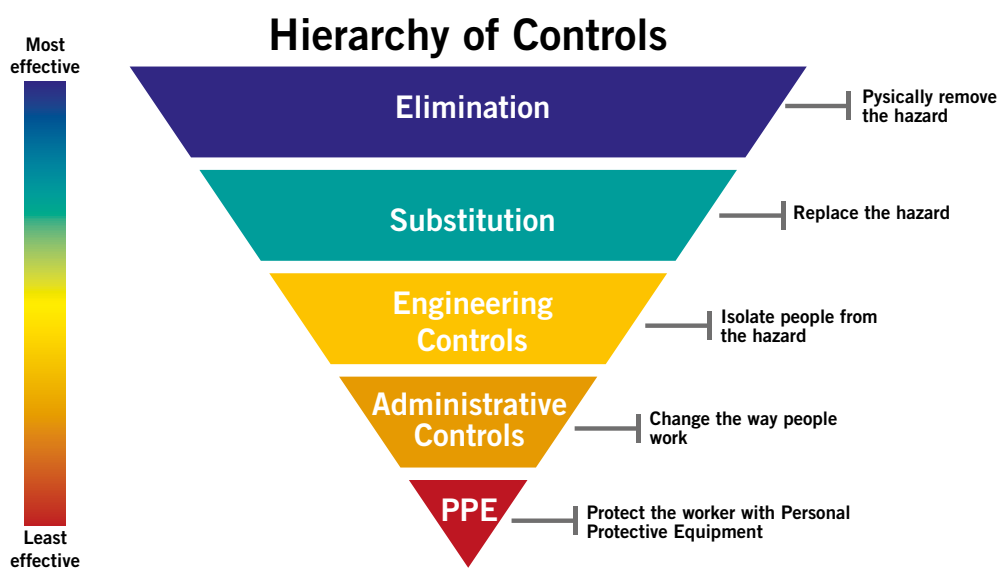 Hierarchy of Controls
Most
effective
Elimination
Pysically remove
the hazard
Substitution
Replace the hazard
Engineering
Controls
Isolate people from
the hazard
Administrative
Controls
Change the way people
work
PPE
Protect the worker with Personal
Protective Equipment
Least
effective